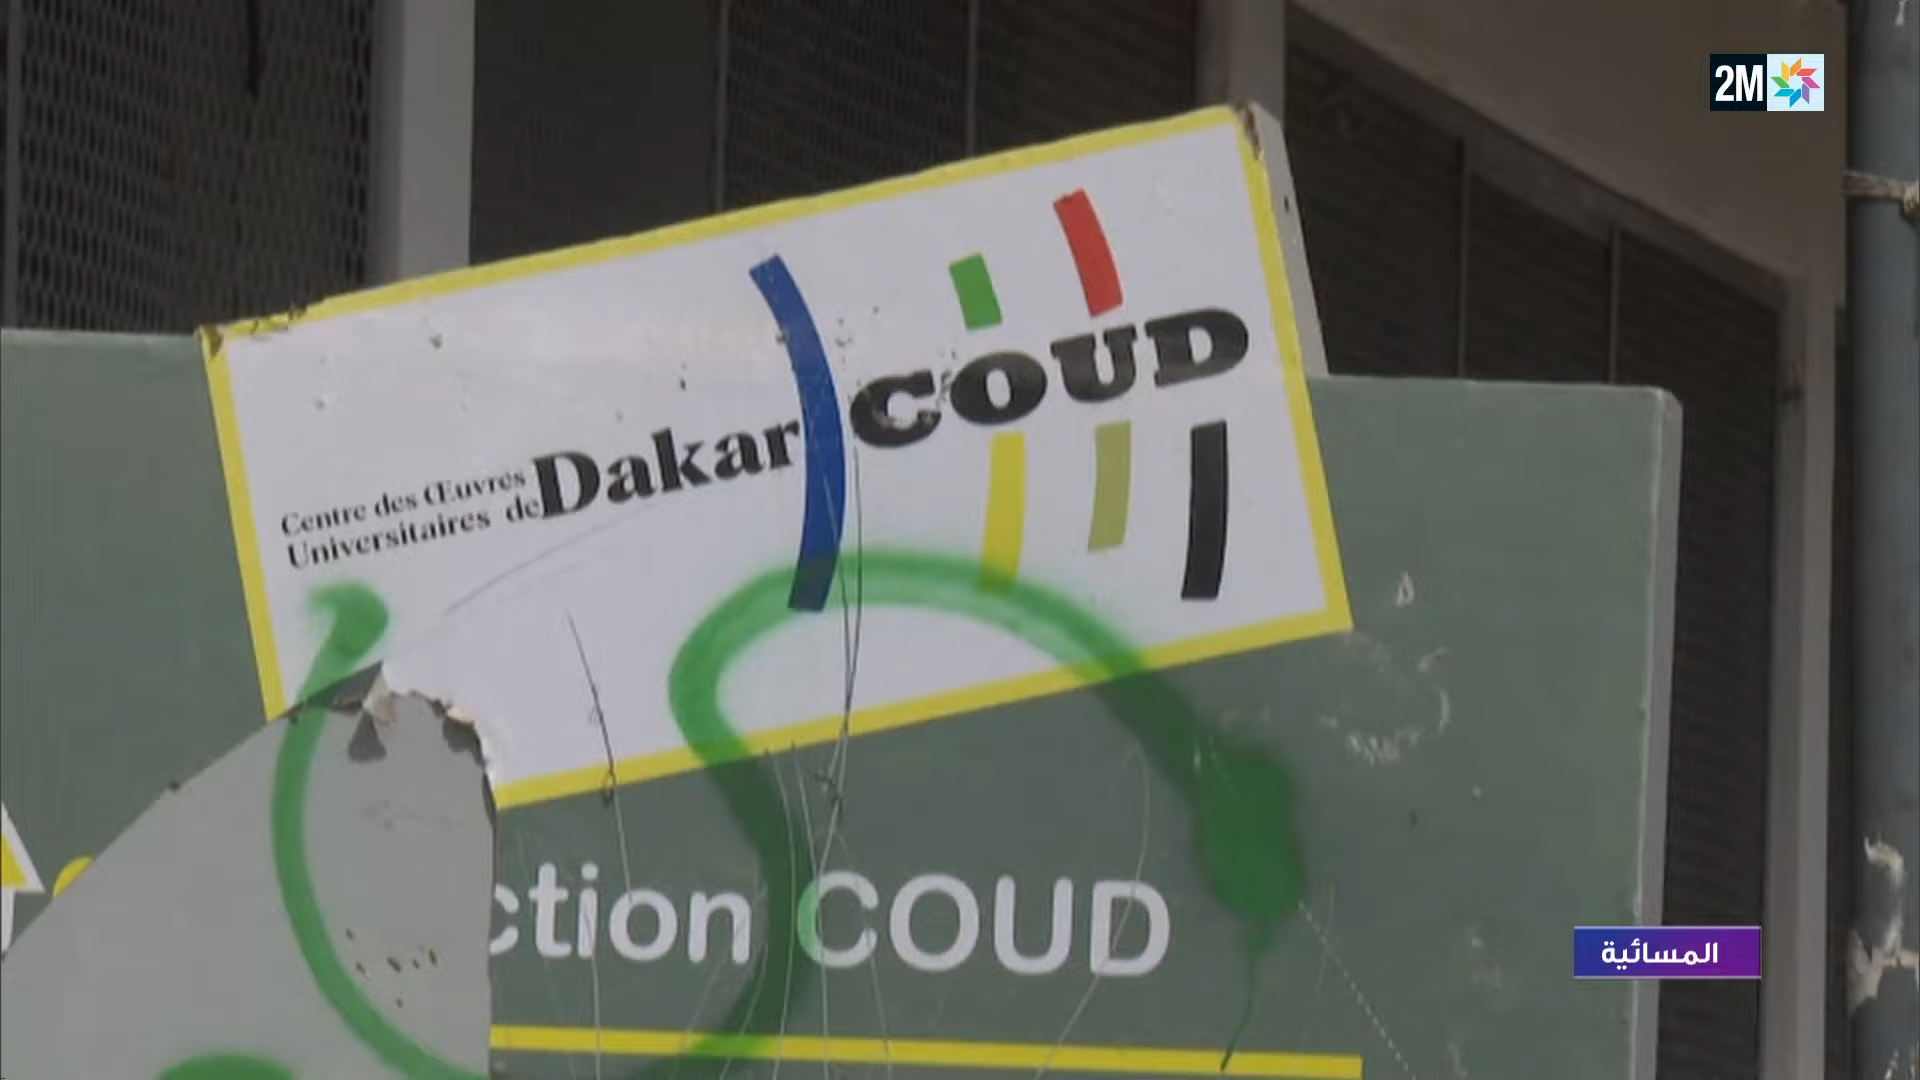 2M
Centre des Œuvres
Universitaires de Dakar
COUD
ction COUD
المسائية